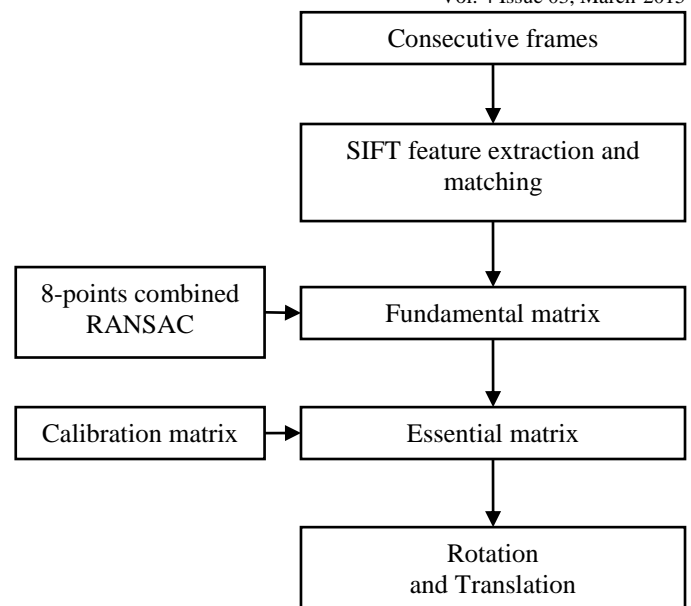 Vol. 4 Issue 03, March-2015
Consecutive frames
SIFT feature extraction and
matching
8-points combined
RANSAC
Fundamental matrix
Calibration matrix
Essential matrix
Rotation
and Translation